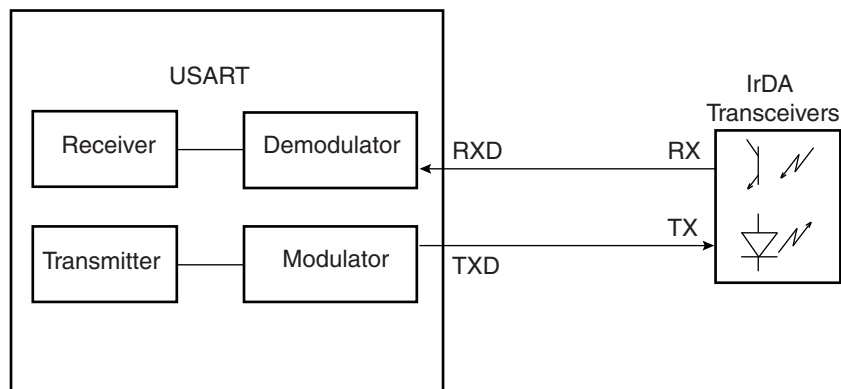 USART
IrDA
Transceivers
Receiver
Demodulator
RXD
RX
TX
Transmitter
Modulator
TXD